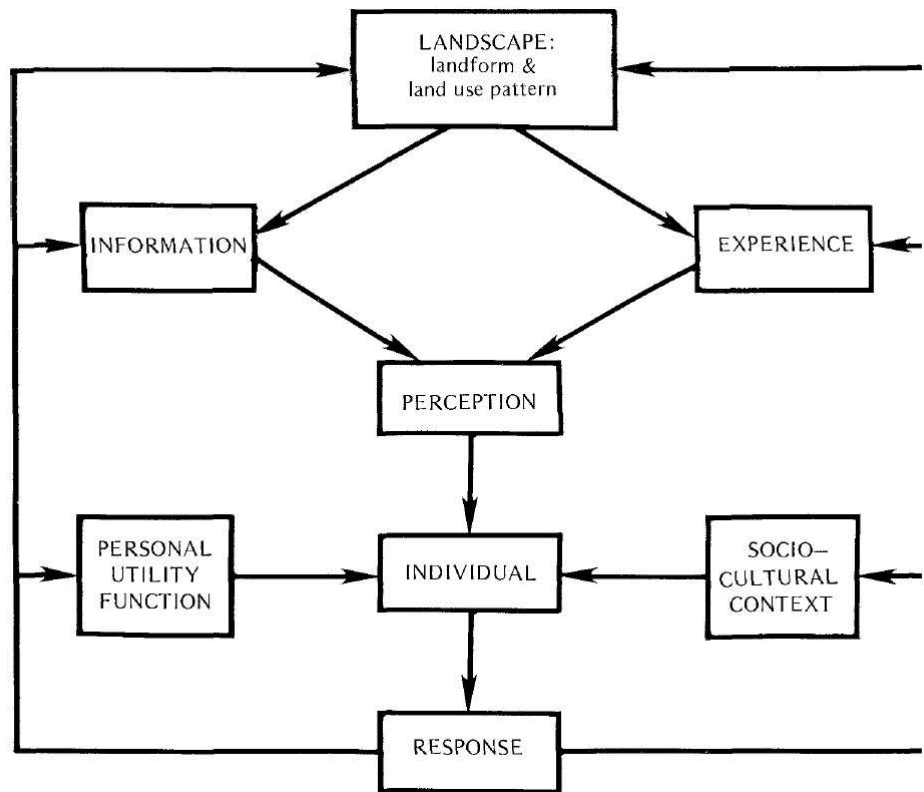 LANDSCAPE:
landform &
land use pattern
INFORMATION
EXPERIENCE
PERCEPTION
PERSONAL
UTILITY
FUNCTION
INDIVIDUAL
SOCIO–
CULTURAL
CONTEXT
RESPONSE